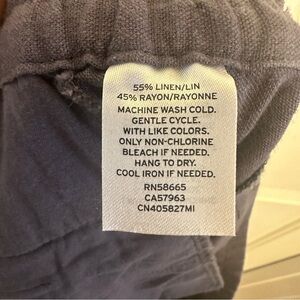 55% LINEN/LIN
45% RAYON/RAYONNE
MACHINE WASH COLD.
GENTLE CYCLE.
WITH LIKE COLORS.
ONLY NON-CHLORINE
BLEACH IF NEEDED.
HANG TO DRY.
COOL IRON IF NEEDED.
RN58665
CA57963
CN405827MI